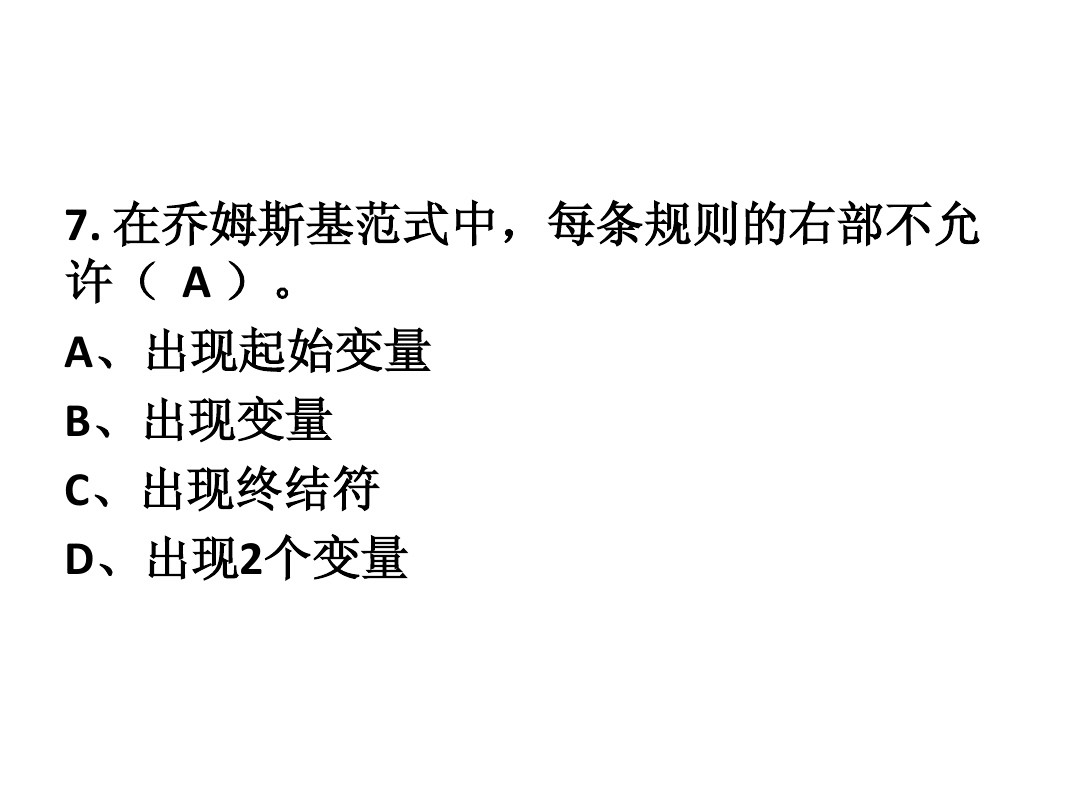 7. 在乔姆斯基范式中，每条规则的右部不允
许（ A ）。
A、出现起始变量
B、出现变量
C、出现终结符
D、出现2个变量